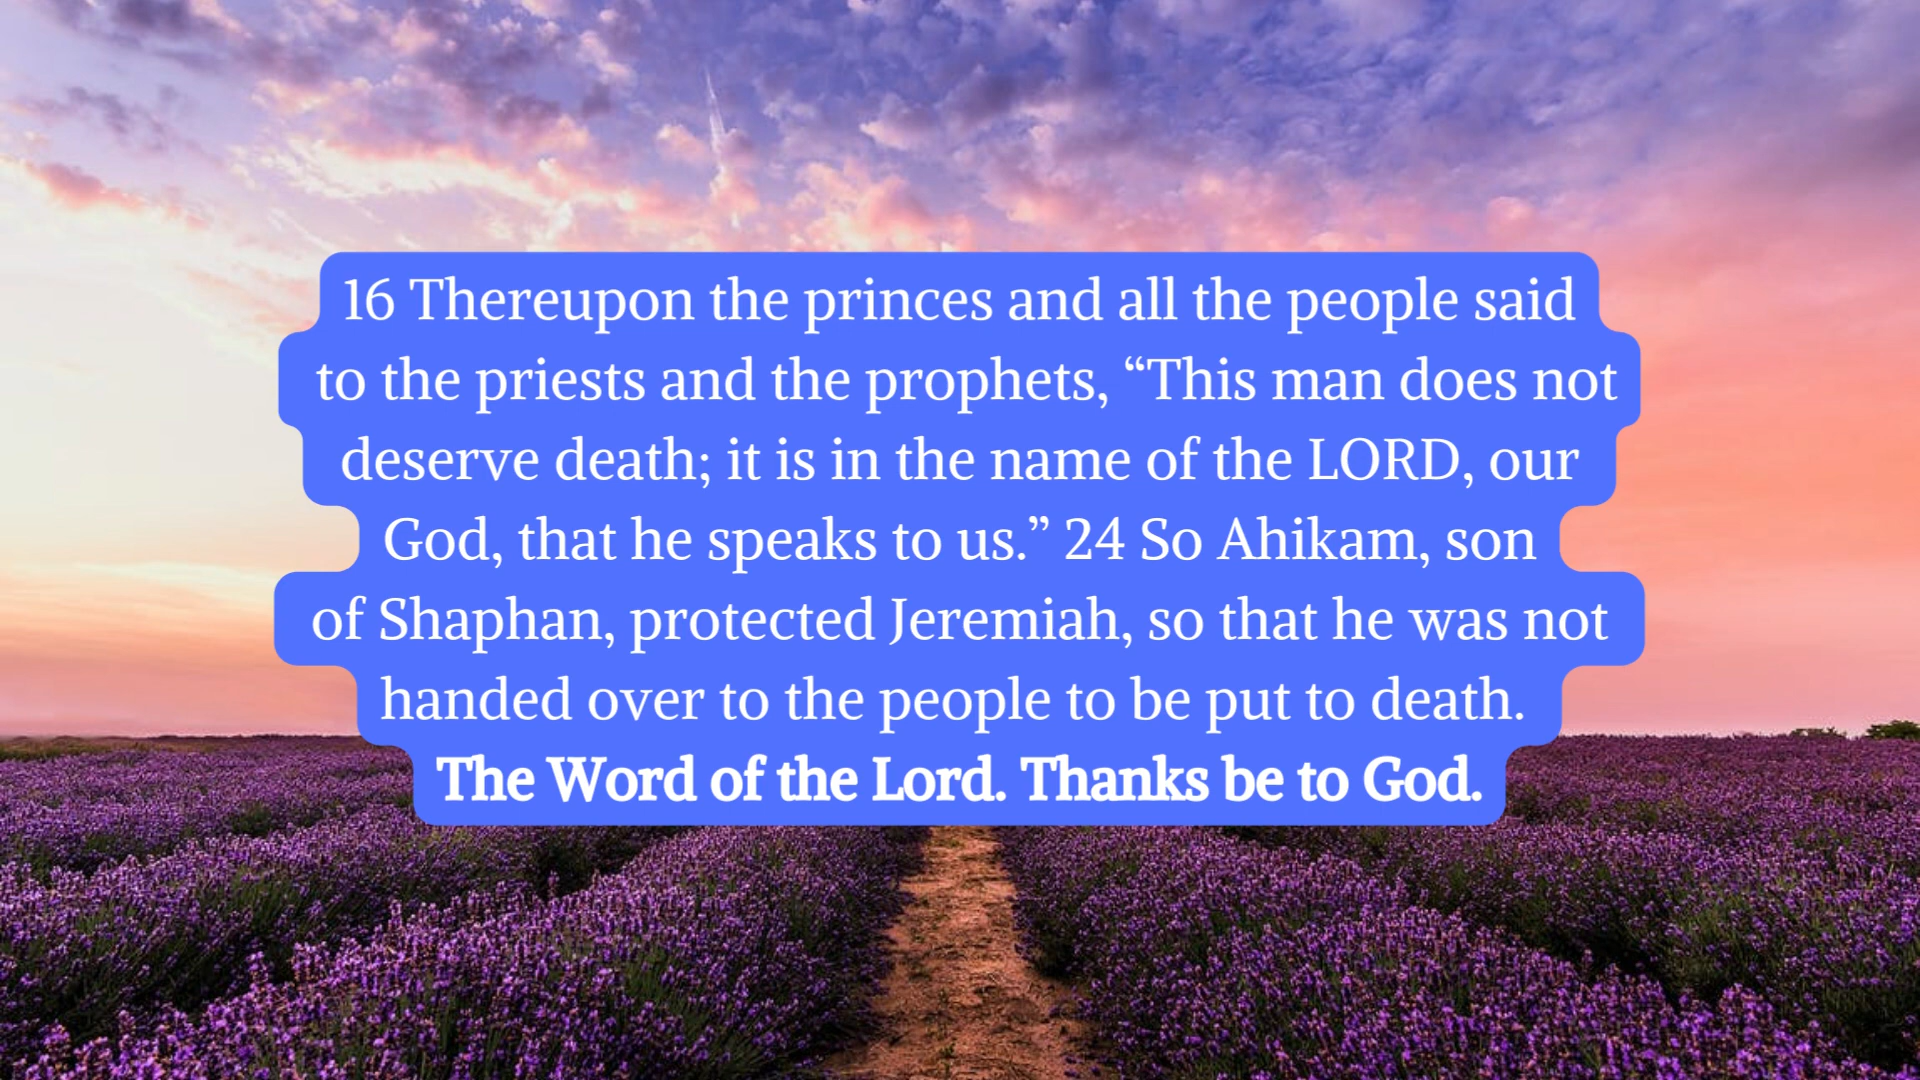 16 Thereupon the princes and all the people said
to the priests and the prophets, “This man does not
deserve death; it is in the name of the LORD, our
God, that he speaks to us.” 24 So Ahikam, son
of Shaphan, protected Jeremiah, so that he was not
handed over to the people to be put to death.
The Word of the Lord. Thanks be to God.